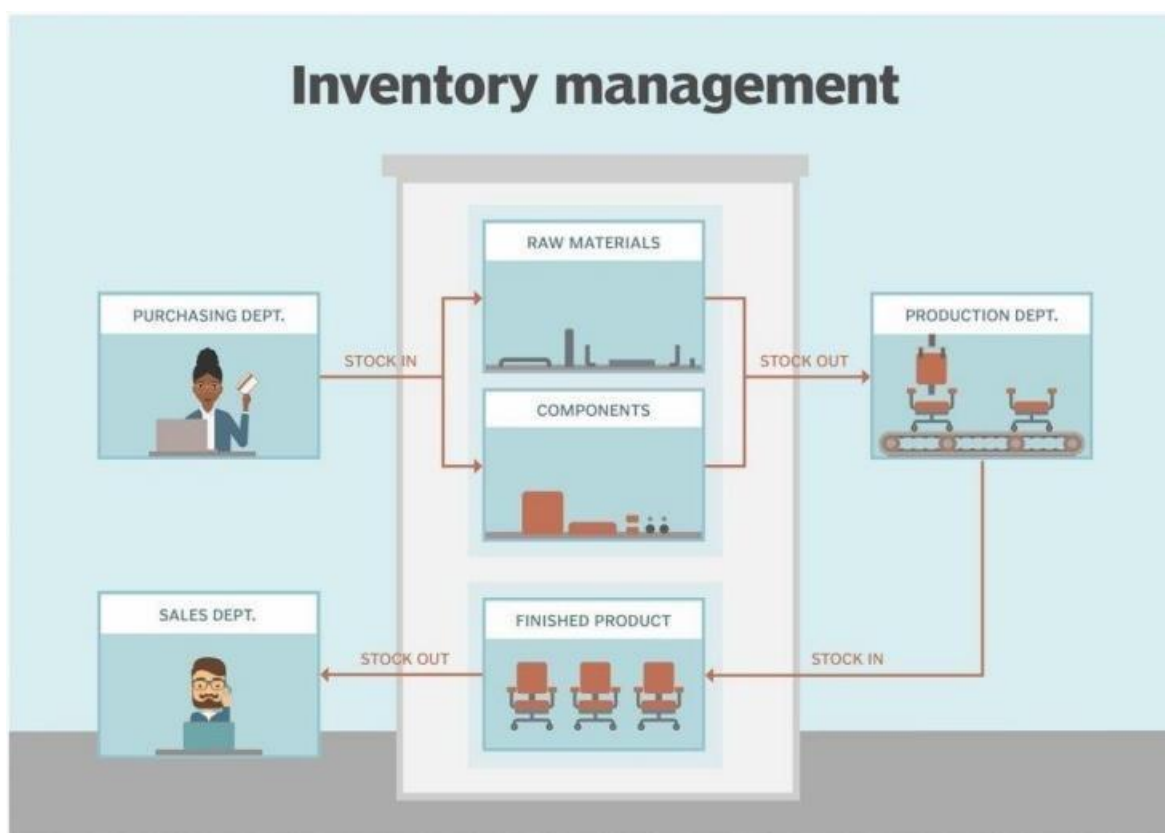 Inventory management
RAW MATERIALS
PURCHASING DEPT.
PRODUCTION DEPT.
STOCK IN
STOCK OUT
COMPONENTS
SALES DEPT.
FINISHED PRODUCT
STOCK OUT
STOCK IN